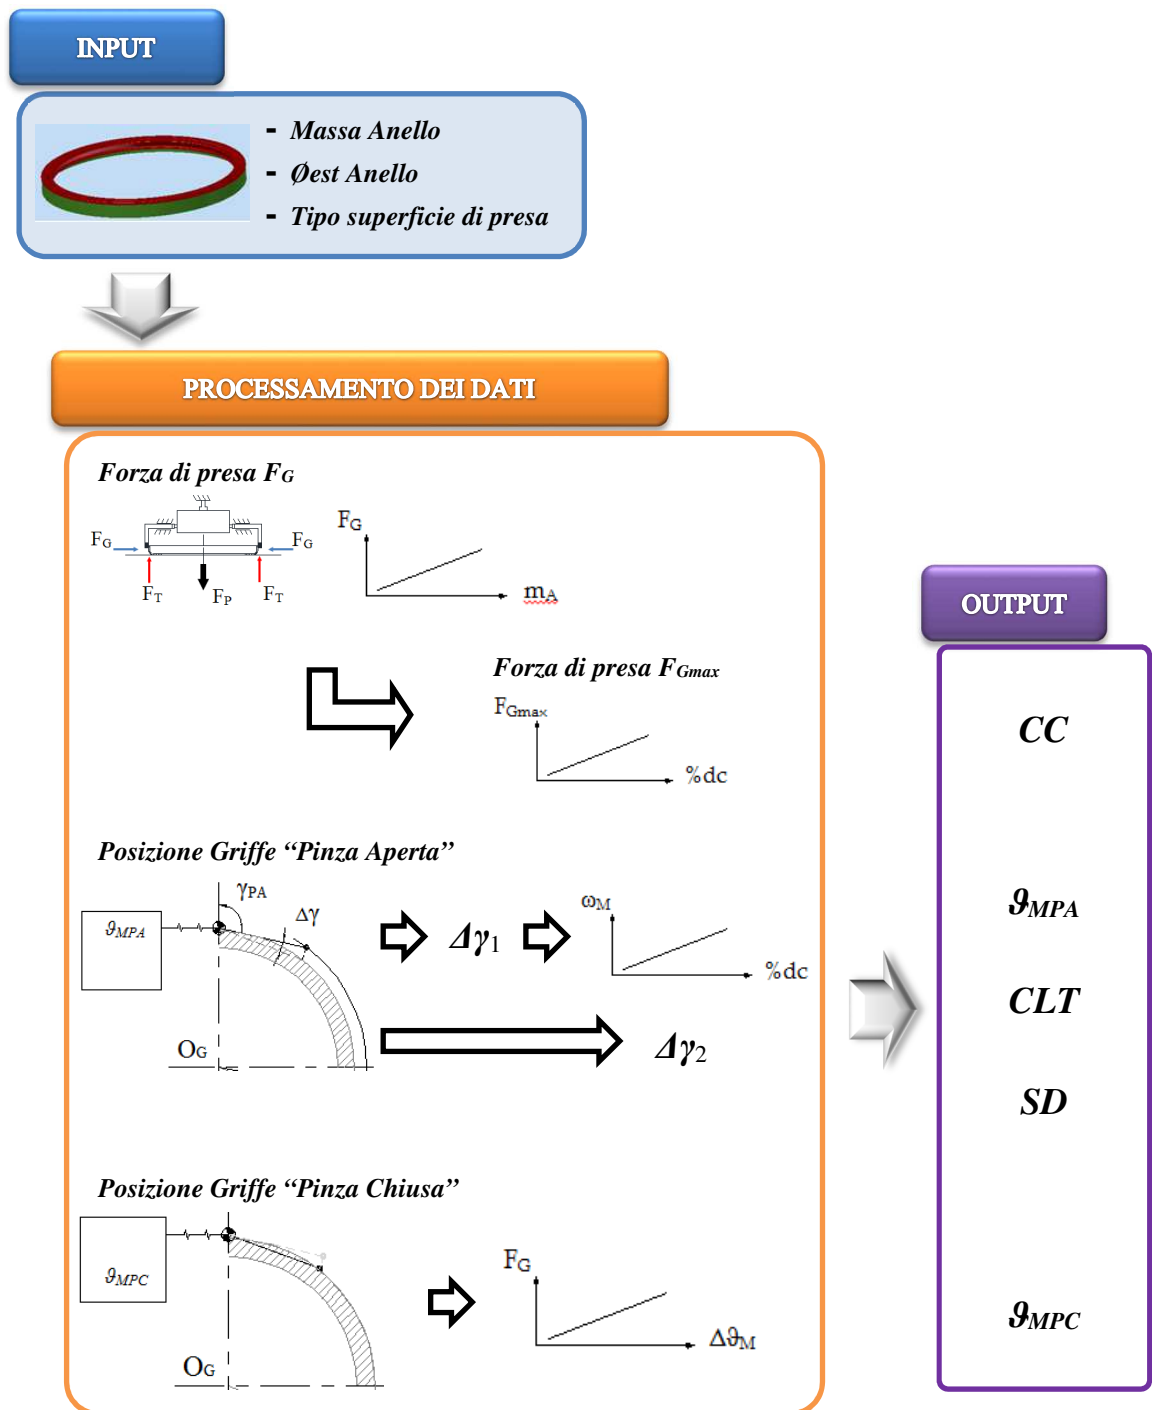 INPUT
- Massa Anello
- Øest Anello
- Tipo superficie di presa
PROCESSAMENTO DEI DATI
Forza di presa FG
FG
FG
FT
FP
FT
FG
mA
Forza di presa FGmax
FGmax
%dc
Posizione Griffe “Pinza Aperta”
γPA
Δγ
ϑMPA
OG
Δγ1
ωM
%dc
Δγ2
Posizione Griffe “Pinza Chiusa”
ϑMPC
OG
FG
ΔϑM
OUTPUT
CC
ϑMPA
CLT
SD
ϑMPC